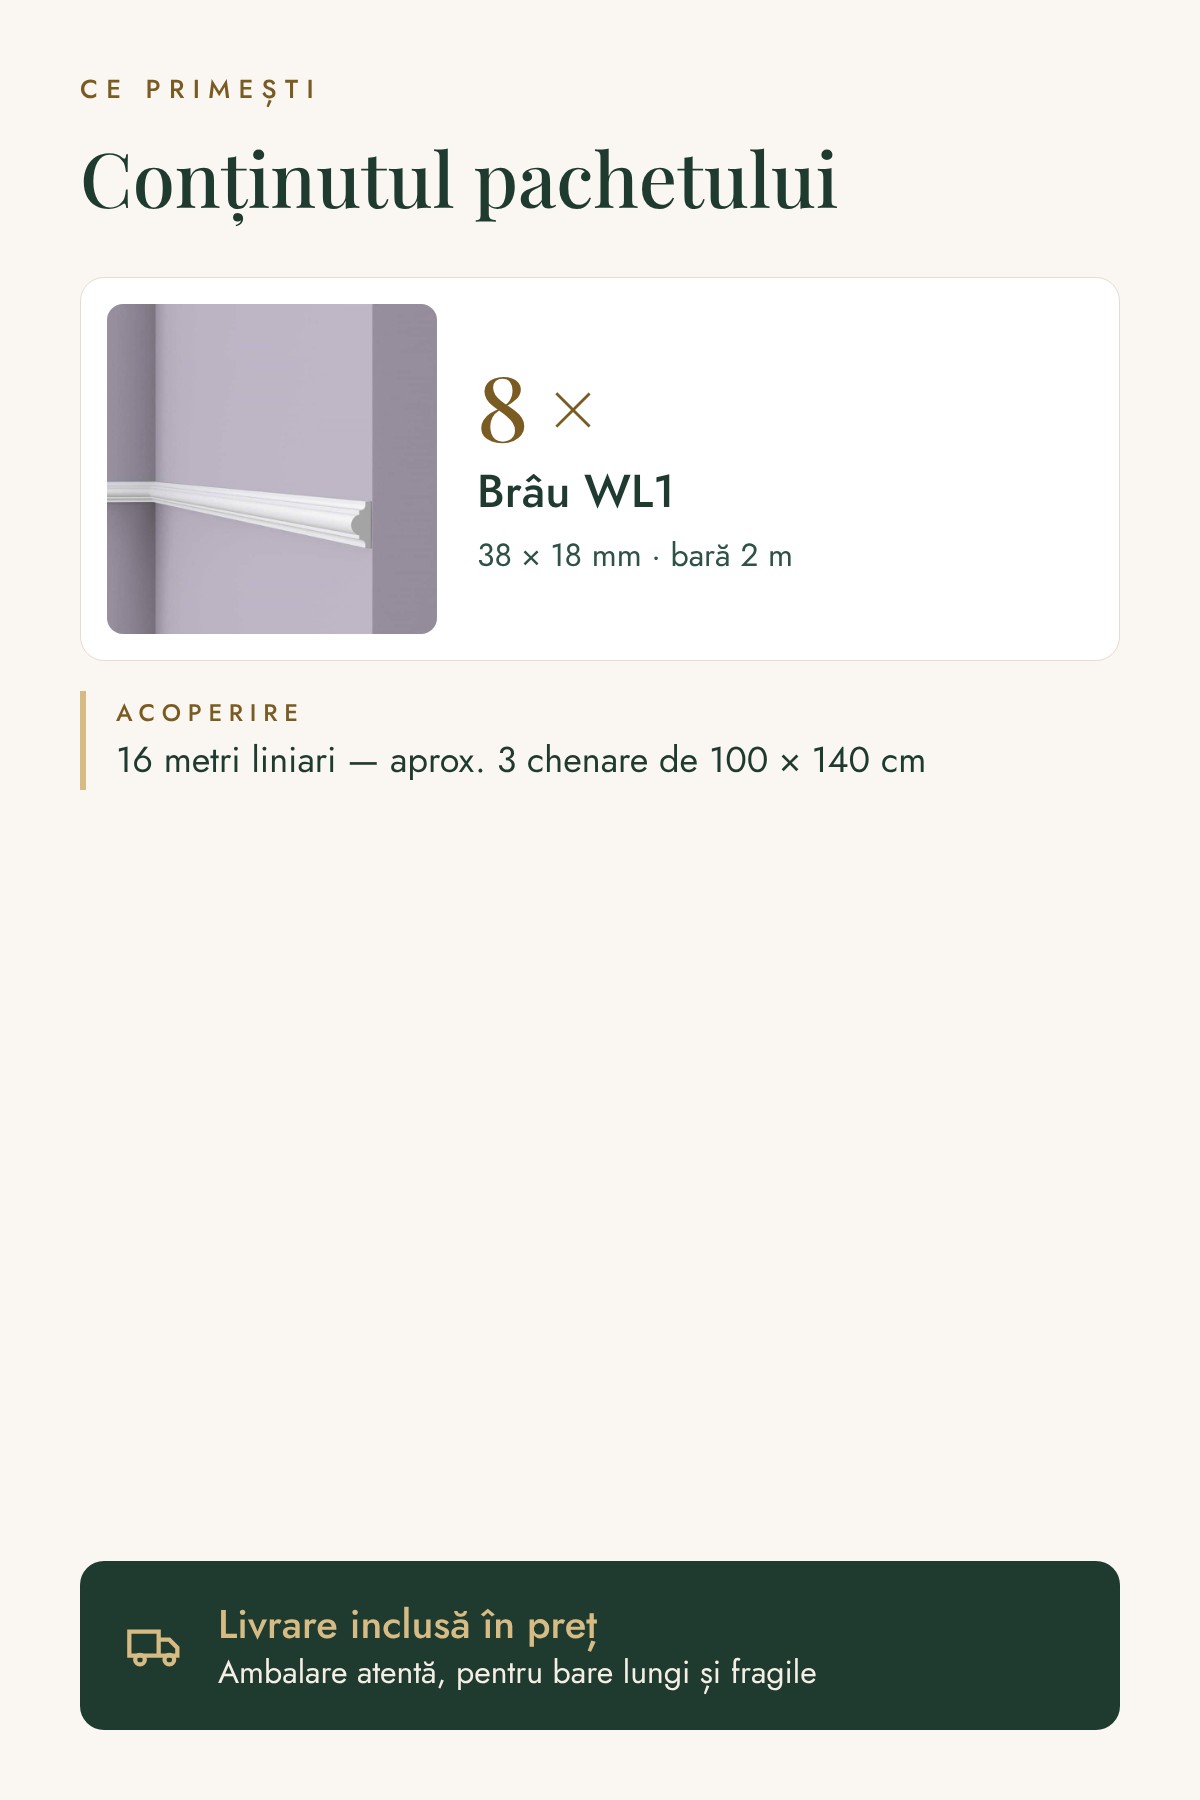 CE PRIMEȘTI
Conținutul pachetului
8 ×
Brâu WL1
38 × 18 mm · bară 2 m
ACOPERIRE
16 metri liniari — aprox. 3 chenare de 100 × 140 cm
Livrare inclusă în preț
Ambalare atentă, pentru bare lungi și fragile